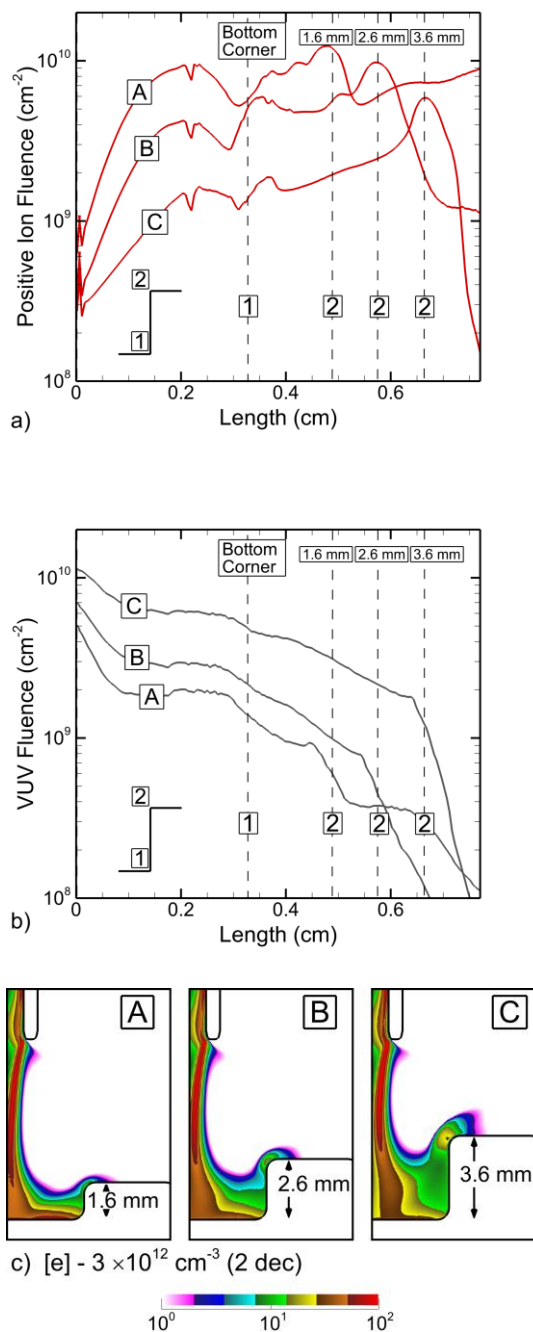 Positive Ion Fluence (cm⁻²)
10¹⁰
10⁹
10⁸
Bottom
Corner
1.6 mm
2.6 mm
3.6 mm
A
B
C
2
1
1
2
2
2
0
0.2
0.4
0.6
a)
Length (cm)
VUV Fluence (cm⁻²)
10¹⁰
10⁹
10⁸
Bottom
Corner
1.6 mm
2.6 mm
3.6 mm
C
B
A
2
1
1
2
2
2
0
0.2
0.4
0.6
b)
Length (cm)
A
B
C
1.6 mm
2.6 mm
3.6 mm
c) [e] - 3 ×10¹² cm⁻³ (2 dec)
10⁰
10¹
10²